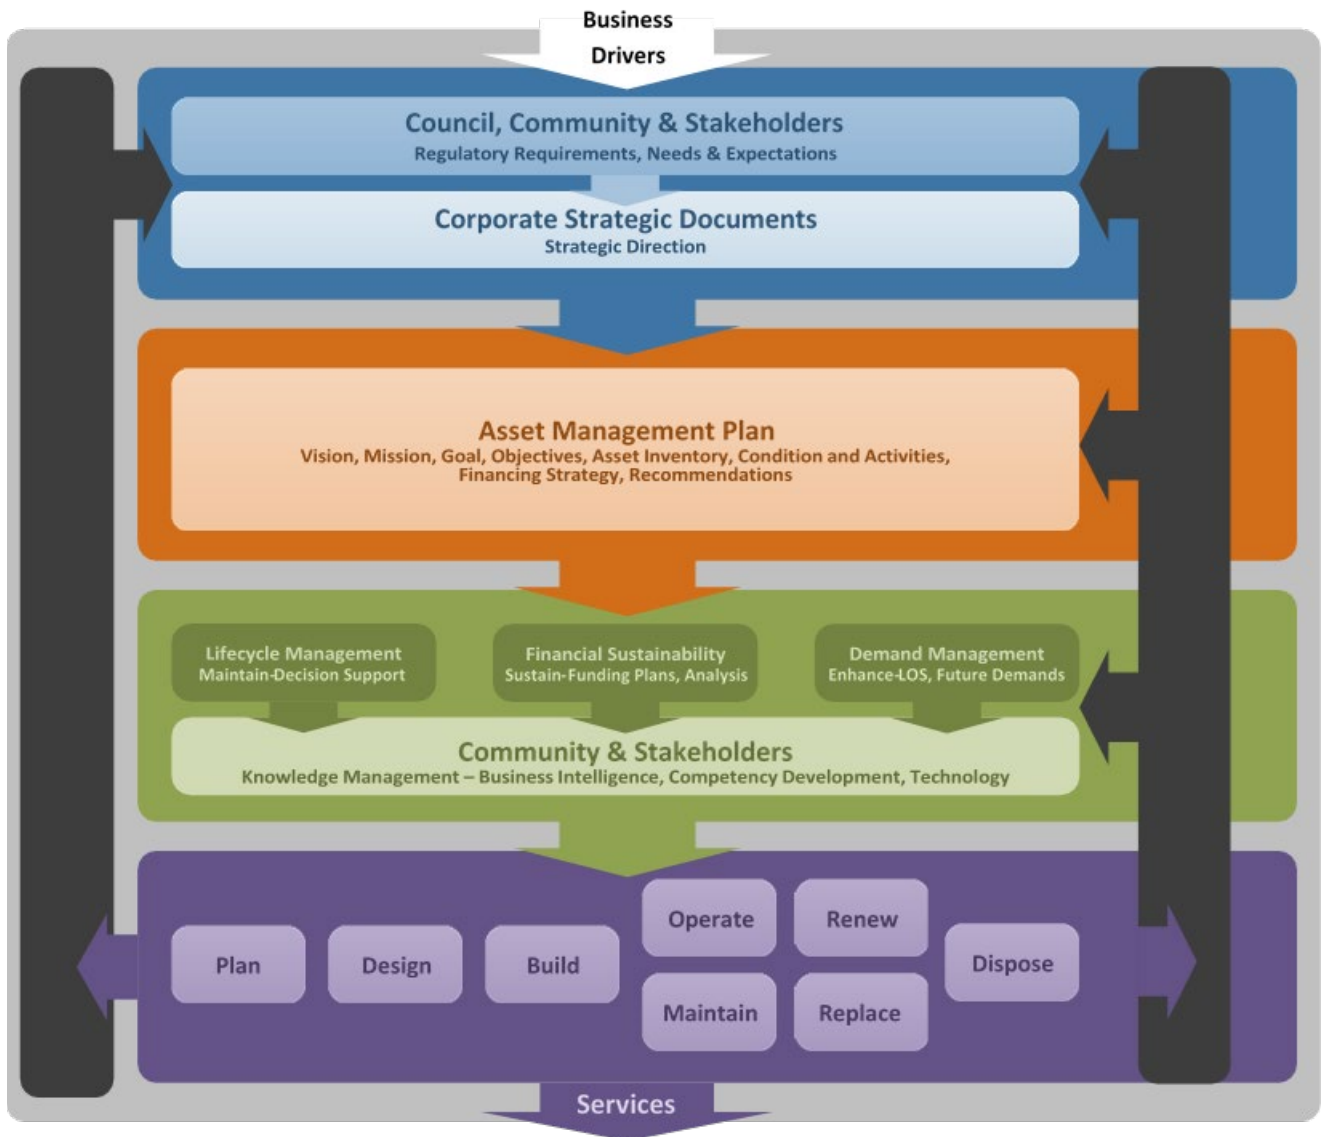 Business
Drivers
Council, Community & Stakeholders
Regulatory Requirements, Needs & Expectations
Corporate Strategic Documents
Strategic Direction
Asset Management Plan
Vision, Mission, Goal, Objectives, Asset Inventory, Condition and Activities,
Financing Strategy, Recommendations
Lifecycle Management
Maintain-Decision Support
Financial Sustainability
Sustain-Funding Plans, Analysis
Demand Management
Enhance-LOS, Future Demands
Community & Stakeholders
Knowledge Management – Business Intelligence, Competency Development, Technology
Plan
Design
Build
Operate
Maintain
Renew
Replace
Dispose
Services